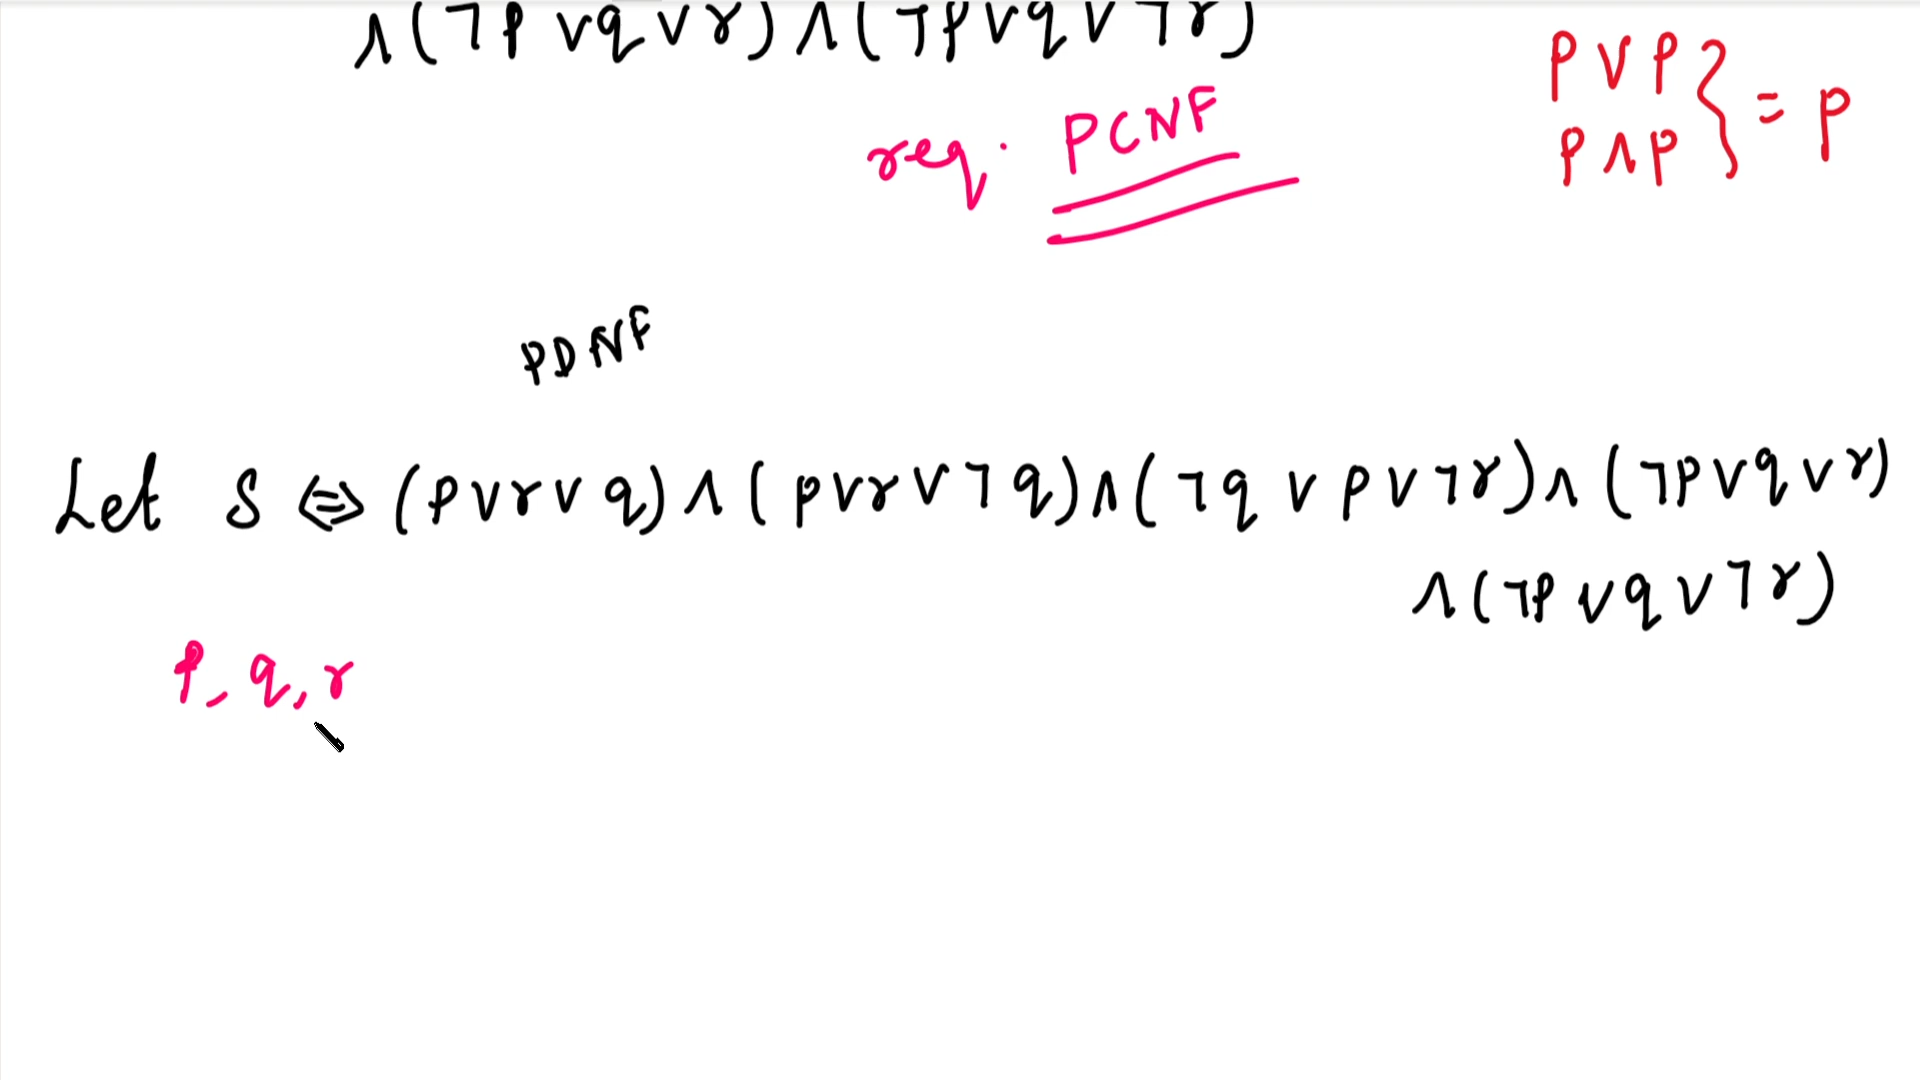 ∧(¬p∨q∨r)∧(¬p∨q∨¬r)
req. PCNF
p∨p
p∧p } = p
PDNF
Let S ⇔ (p∨r∨q)∧(p∨r∨¬q)∧(¬q∨p∨¬r)∧(¬p∨q∨r)
∧(¬p∨q∨¬r)
p, q, r